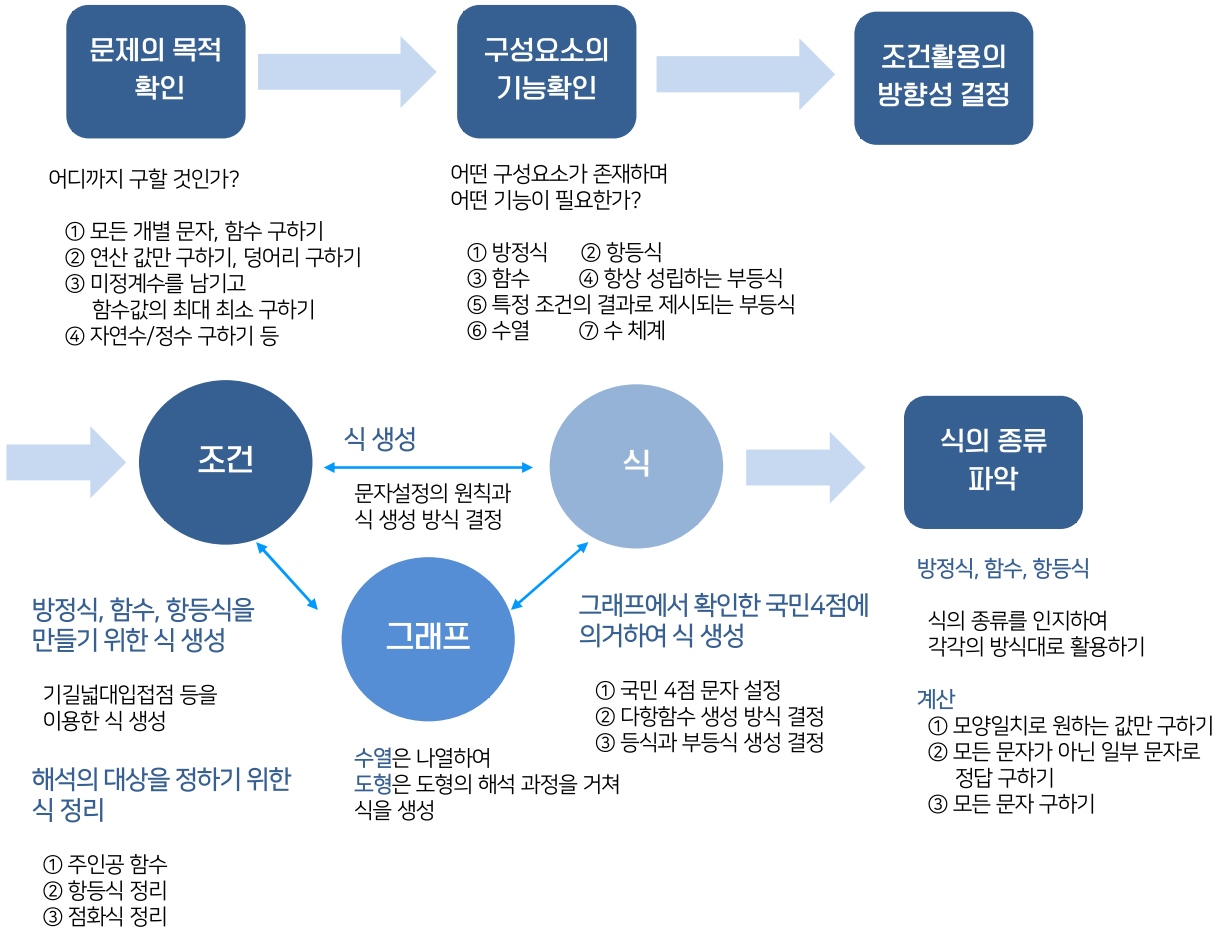 문제의 목적
확인
구성요소의
기능확인
조건활용의
방향성 결정
어디까지 구할 것인가?
① 모든 개별 문자, 함수 구하기
② 연산 값만 구하기, 덩어리 구하기
③ 미정계수를 남기고
함수값의 최대 최소 구하기
④ 자연수/정수 구하기 등
어떤 구성요소가 존재하며
어떤 기능이 필요한가?
① 방정식 ② 항등식
③ 함수 ④ 항상 성립하는 부등식
⑤ 특정 조건의 결과로 제시되는 부등식
⑥ 수열 ⑦ 수 체계
조건
식 생성
문자설정의 원칙과
식 생성 방식 결정
식
그래프
식의 종류
파악
방정식, 함수, 항등식을
만들기 위한 식 생성
기길넓대입접점 등을
이용한 식 생성
해석의 대상을 정하기 위한
식 정리
① 주인공 함수
② 항등식 정리
③ 점화식 정리
수열은 나열하여
도형은 도형의 해석 과정을 거쳐
식을 생성
그래프에서 확인한 국민4점에
의거하여 식 생성
① 국민 4점 문자 설정
② 다항함수 생성 방식 결정
③ 등식과 부등식 생성 결정
방정식, 함수, 항등식
식의 종류를 인지하여
각각의 방식대로 활용하기
계산
① 모양일치로 원하는 값만 구하기
② 모든 문자가 아닌 일부 문자로
정답 구하기
③ 모든 문자 구하기